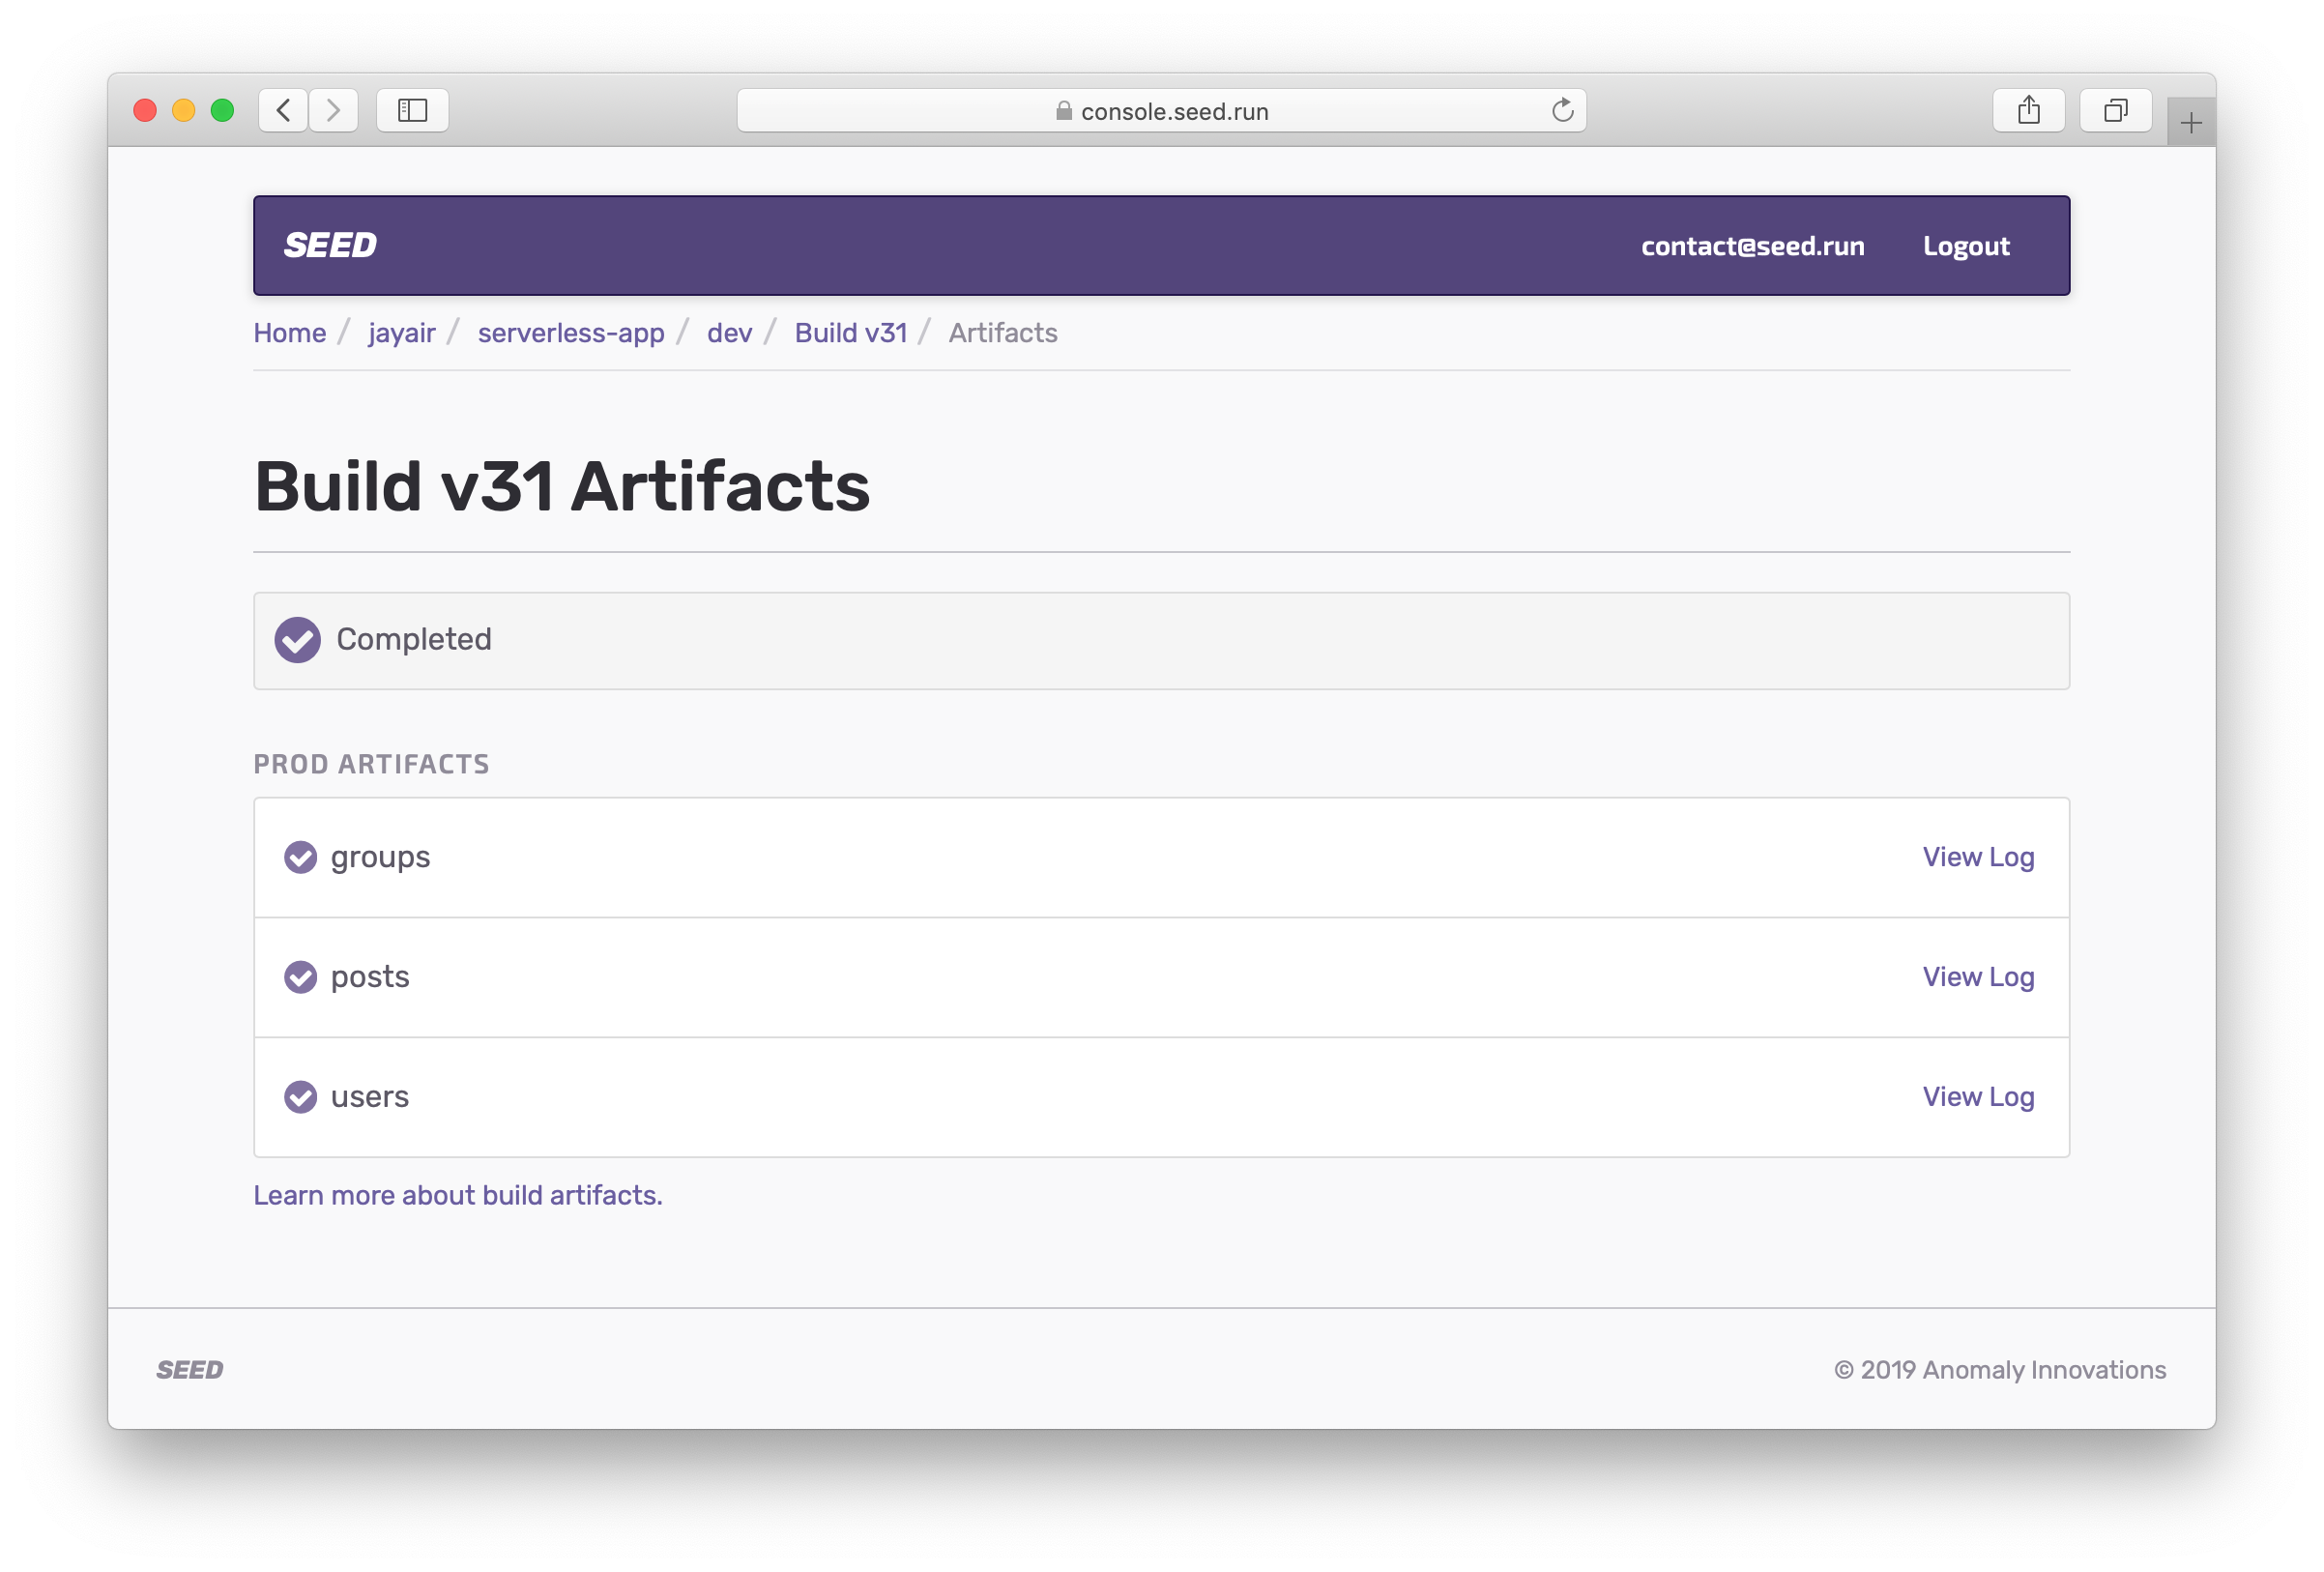 console.seed.run
SEED contact@seed.run Logout
Home / jayair / serverless-app / dev / Build v31 / Artifacts
Build v31 Artifacts
Completed
PROD ARTIFACTS
groups View Log
posts View Log
users View Log
Learn more about build artifacts.
SEED © 2019 Anomaly Innovations